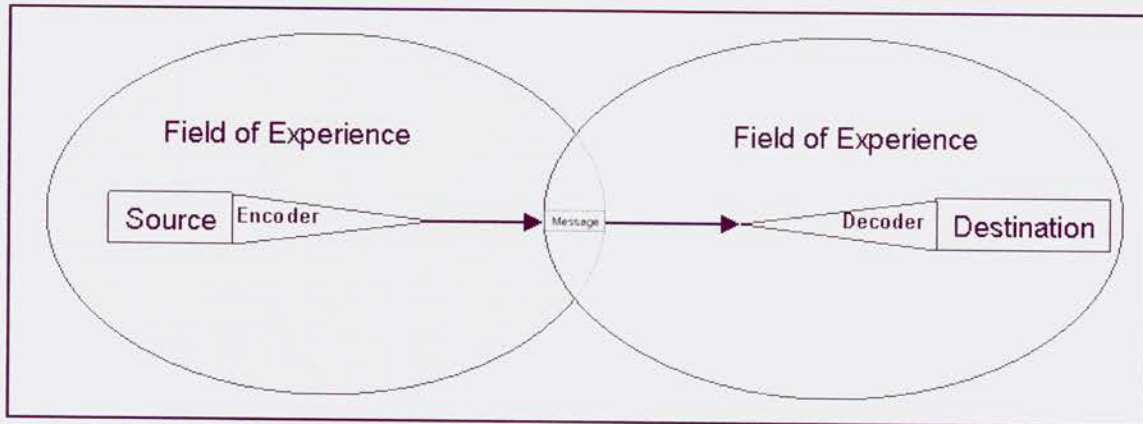 Field of Experience
Field of Experience
Source
Encoder
Message
Decoder
Destination